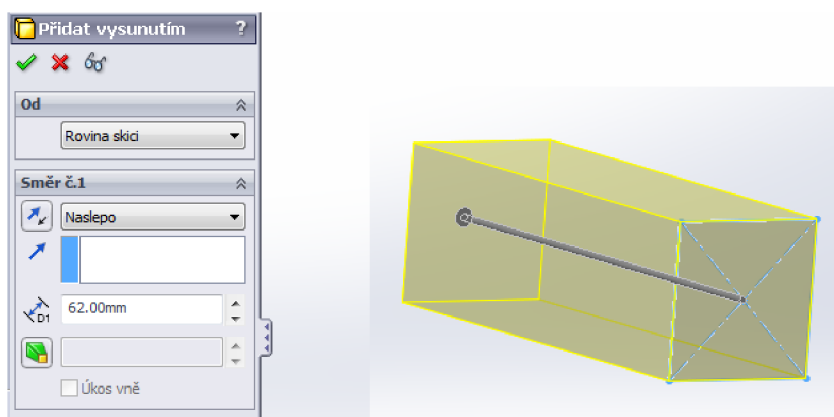 Přidat vysunutím ?
Od
Rovina skici
Směr č.1
Naslepo
D1 62.00mm
Úkos vně